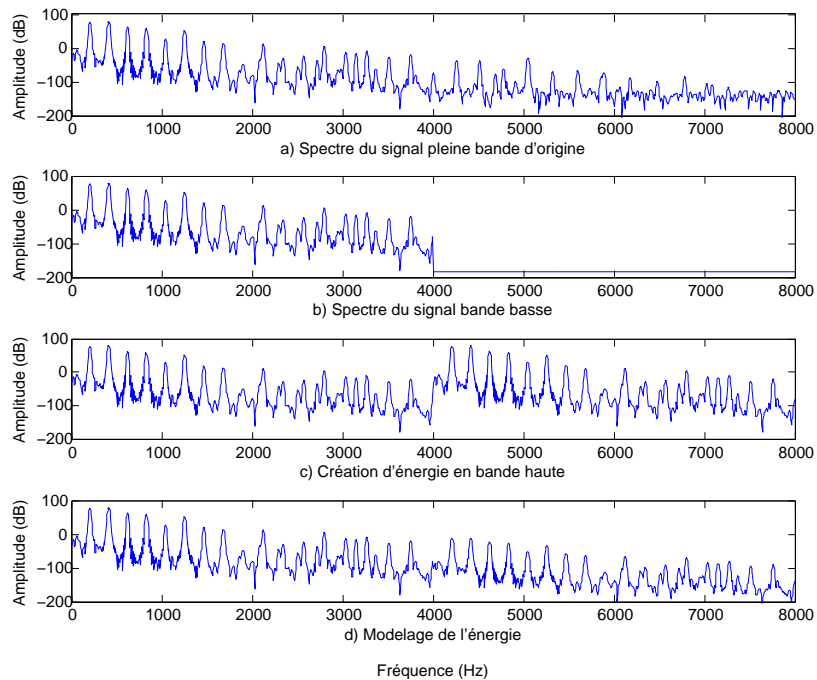 100
0
−100
−200
Amplitude (dB)
0 1000 2000 3000 4000 5000 6000 7000 8000
a) Spectre du signal pleine bande d'origine
100
0
−100
−200
Amplitude (dB)
0 1000 2000 3000 4000 5000 6000 7000 8000
b) Spectre du signal bande basse
100
0
−100
−200
Amplitude (dB)
0 1000 2000 3000 4000 5000 6000 7000 8000
c) Création d'énergie en bande haute
100
0
−100
−200
Amplitude (dB)
0 1000 2000 3000 4000 5000 6000 7000 8000
d) Modelage de l'énergie
Fréquence (Hz)